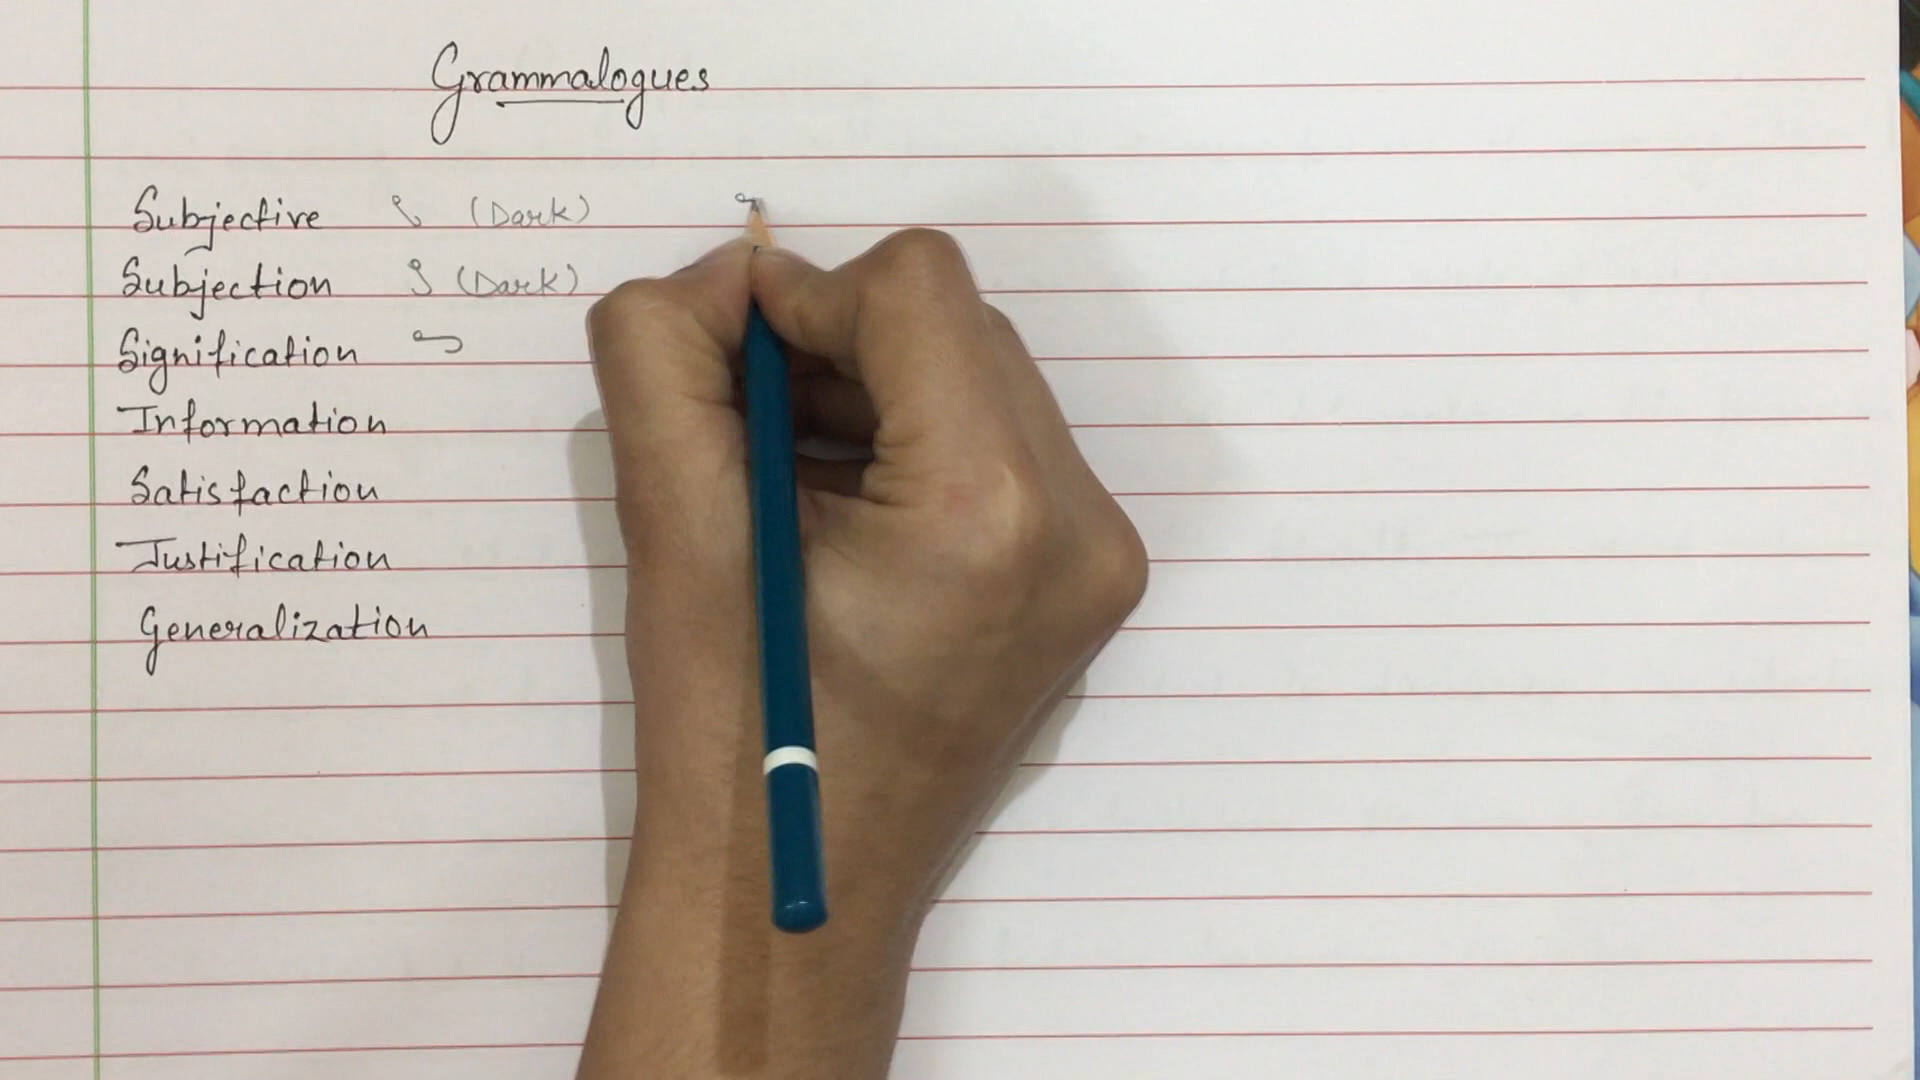 Grammalogues
Subjective (Dark)
Subjection (Dark)
Signification
Information
Satisfaction
Justification
Generalization